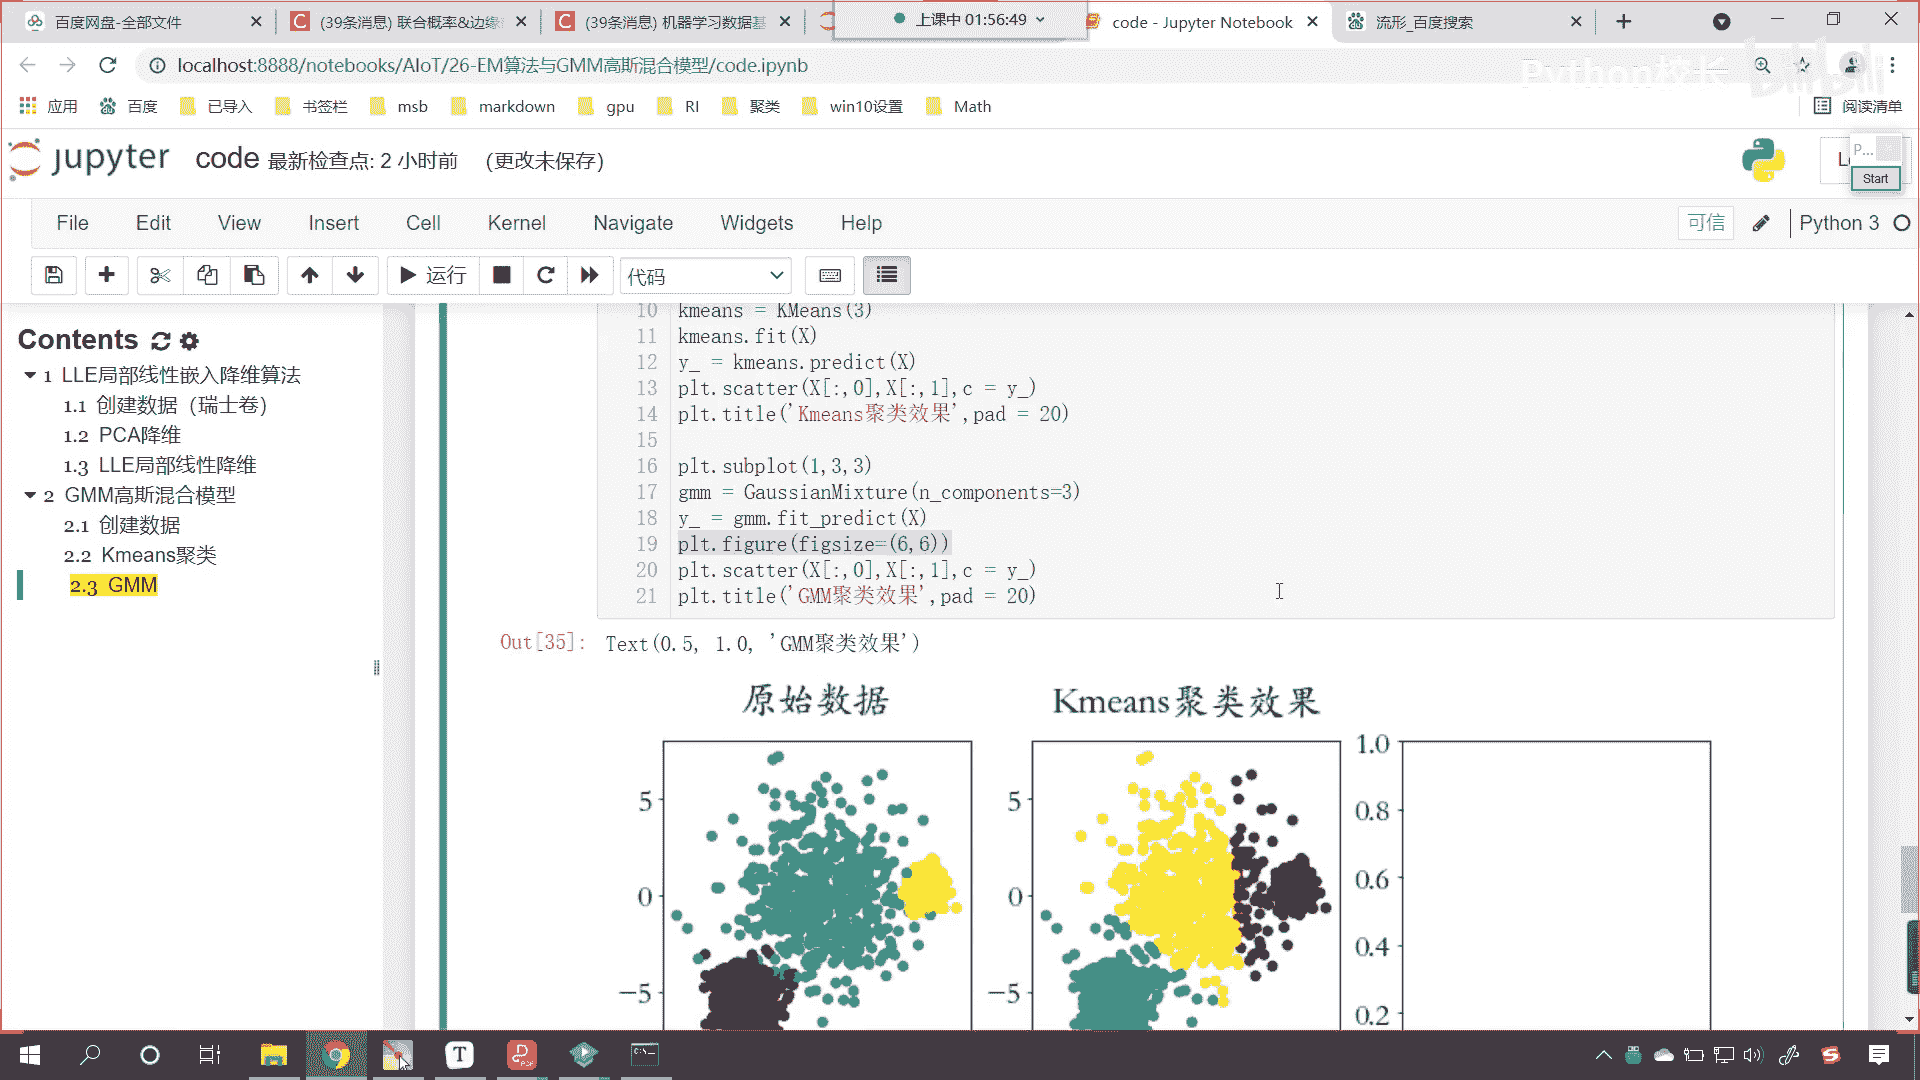 百度网盘-全部文件
(39条消息) 联合概率&边缘
(39条消息) 机器学习数据基
上课中 01:56:49
code - Jupyter Notebook
流形_百度搜索
localhost:8888/notebooks/AIoT/26-EM算法与GMM高斯混合模型/code.ipynb
Python校长
bilibili
应用
百度
已导入
书签栏
msb
markdown
gpu
RI
聚类
win10设置
Math
阅读清单
jupyter
code 最新检查点: 2 小时前 (更改未保存)
P...
Start
File
Edit
View
Insert
Cell
Kernel
Navigate
Widgets
Help
可信
Python 3
运行
代码
Contents
1 LLE局部线性嵌入降维算法
1.1 创建数据（瑞士卷）
1.2 PCA降维
1.3 LLE局部线性降维
2 GMM高斯混合模型
2.1 创建数据
2.2 Kmeans聚类
2.3 GMM
10 kmeans = KMeans(3)
11 kmeans.fit(X)
12 y_ = kmeans.predict(X)
13 plt.scatter(X[:,0],X[:,1],c = y_)
14 plt.title('Kmeans聚类效果',pad = 20)
15
16 plt.subplot(1,3,3)
17 gmm = GaussianMixture(n_components=3)
18 y_ = gmm.fit_predict(X)
19 plt.figure(figsize=(6,6))
20 plt.scatter(X[:,0],X[:,1],c = y_)
21 plt.title('GMM聚类效果',pad = 20)
Out[35]: Text(0.5, 1.0, 'GMM聚类效果')
原始数据
Kmeans聚类效果
5
0
−5
5
0
−5
1.0
0.8
0.6
0.4
0.2